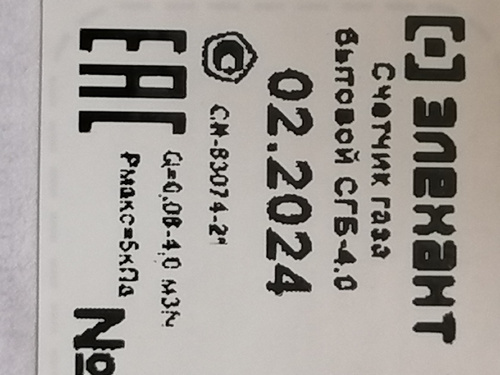 элехант
Счетчик газа
бытовой СГБ-4.0
02.2024
СИ-83074-21
EAC
Q=0,06-4,0 м3/ч
Рмакс=5кПа
№